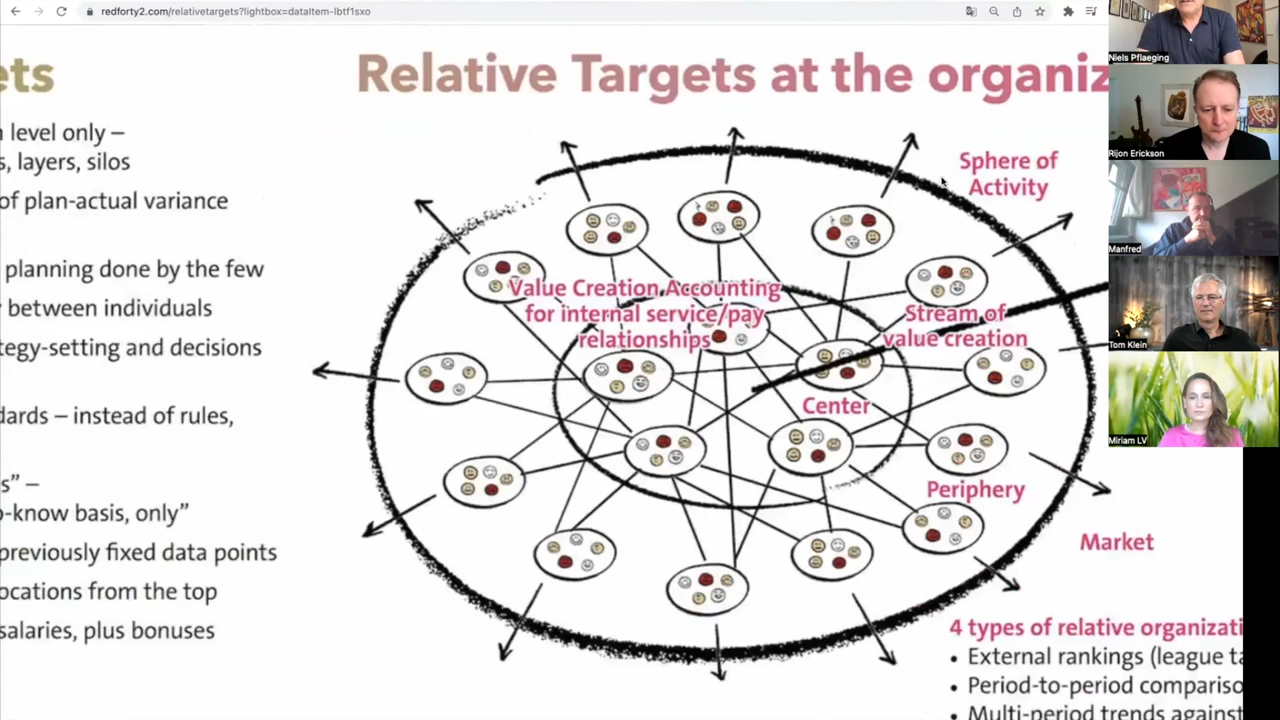 redforty2.com/relativetargets?lightbox=dataItem-lbtf1sxo
ets
Relative Targets at the organiz
n level only –
s, layers, silos
of plan-actual variance
planning done by the few
between individuals
tegy-setting and decisions
dards – instead of rules,
s” –
o-know basis, only”
previously fixed data points
ocations from the top
salaries, plus bonuses
Sphere of
Activity
Value Creation Accounting
for internal service/pay
relationships
Stream of
value creation
Center
Periphery
Market
4 types of relative organizati
• External rankings (league ta
• Period-to-period compariso
• Multi-period trends against
Niels Pflaeging
Rijon Erickson
Manfred
Tom Klein
Miriam LV